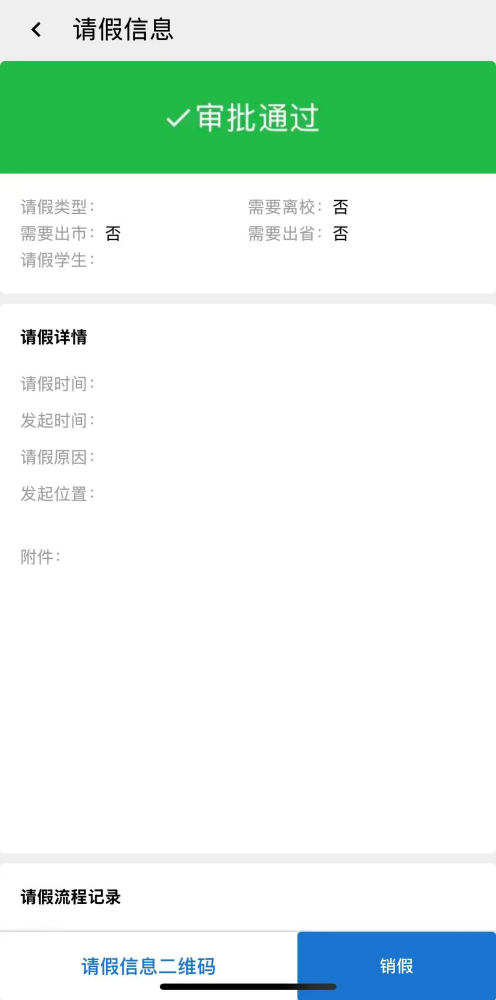 请假信息
审批通过
请假类型： 需要离校：否
需要出市：否 需要出省：否
请假学生：
请假详情
请假时间：
发起时间：
请假原因：
发起位置：
附件：
请假流程记录
请假信息二维码 销假